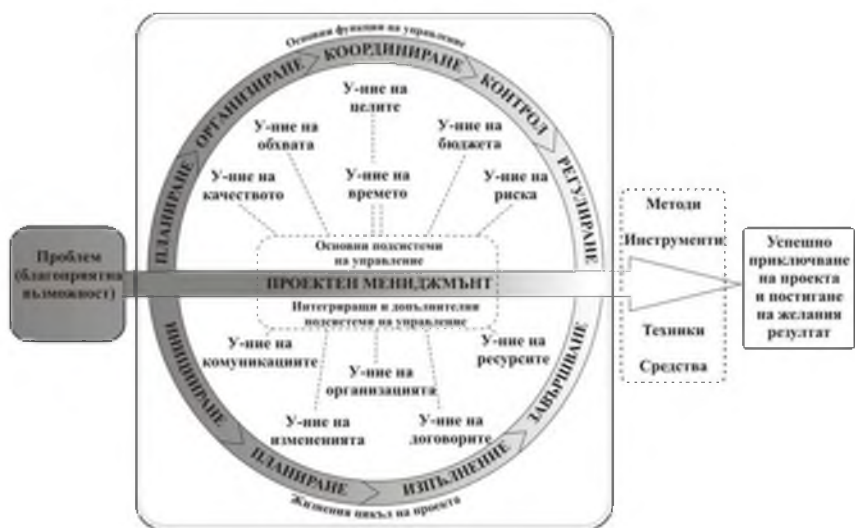 Основни функции на управление
ПЛАНИРАНЕ
ОРГАНИЗИРАНЕ
КООРДИНИРАНЕ
КОНТРОЛ
РЕГУЛИРАНЕ
У-ние на
целите
У-ние на
обхвата
У-ние на
бюджета
У-ние на
качеството
У-ние на
времето
У-ние на
риска
Основни подсистеми
на управление
Проблем
(благоприятна
възможност)
ПРОЕКТЕН МЕНИДЖМЪНТ
Методи
Инструменти
Техники
Средства
Успешно
приключване
на проекта
и постигане
на желания
резултат
Интегриращи и допълнителни
подсистеми на управление
У-ние на
комуникациите
У-ние на
организацията
У-ние на
ресурсите
У-ние на
измененията
У-ние на
договорите
ИНИЦИИРАНЕ
ПЛАНИРАНЕ
ИЗПЪЛНЕНИЕ
ЗАВЪРШВАНЕ
Жизнения цикъл на проекта